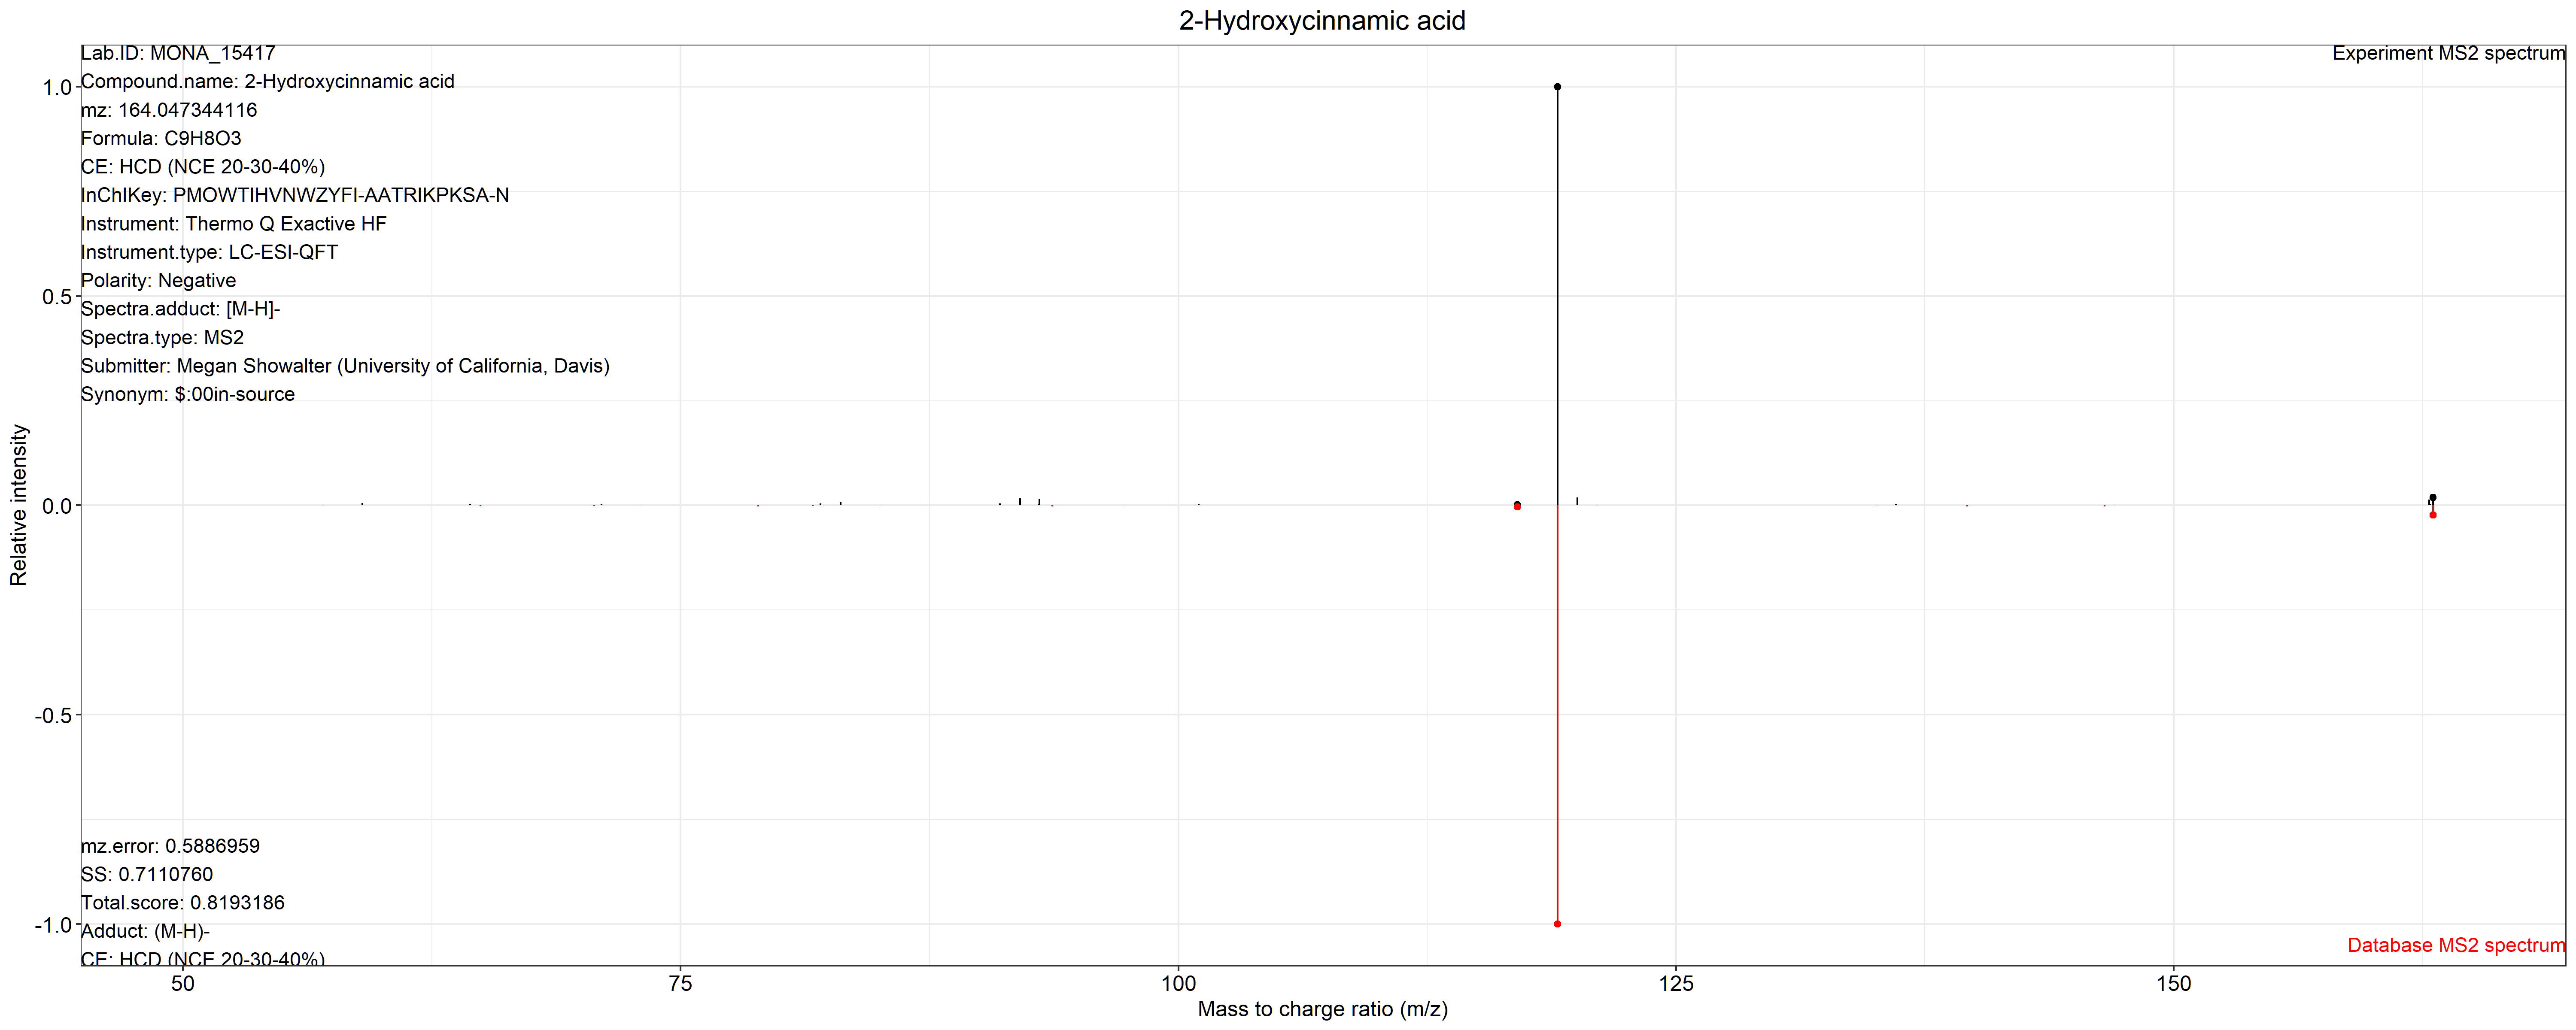 2-Hydroxycinnamic acid
Lab.ID: MONA_15417
Experiment MS2 spectrum
Compound.name: 2-Hydroxycinnamic acid
mz: 164.047344116
Formula: C9H8O3
CE: HCD (NCE 20-30-40%)
InChIKey: PMOWTIHVNWZYFI-AATRIKPKSA-N
Instrument: Thermo Q Exactive HF
Instrument.type: LC-ESI-QFT
Polarity: Negative
Spectra.adduct: [M-H]-
Spectra.type: MS2
Submitter: Megan Showalter (University of California, Davis)
Synonym: $:00in-source
1.0
0.5
0.0
-0.5
-1.0
Relative intensity
mz.error: 0.5886959
SS: 0.7110760
Total.score: 0.8193186
Adduct: (M-H)-
CE: HCD (NCE 20-30-40%)
Database MS2 spectrum
50 75 100 125 150
Mass to charge ratio (m/z)